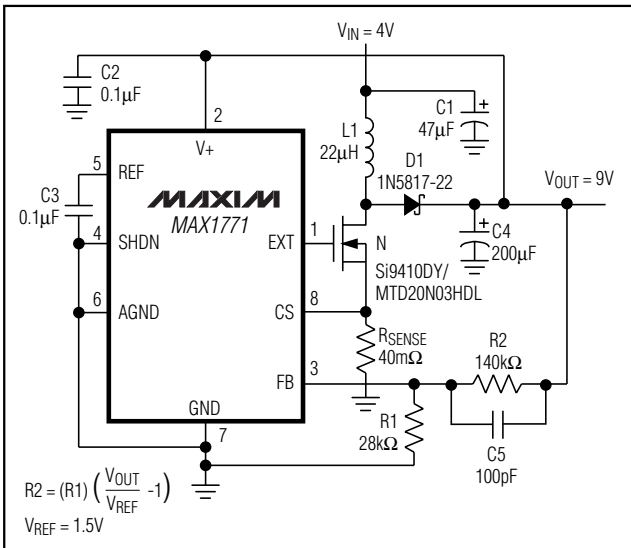 V_IN = 4V
C2
0.1µF
2
V+
L1
22µH
C1
47µF
+
D1
1N5817-22
V_OUT = 9V
5
REF
C3
0.1µF
MAXIM
MAX1771
4
SHDN
EXT
1
N
+
C4
200µF
Si9410DY/
MTD20N03HDL
6
AGND
CS
8
R_SENSE
40mΩ
R2
140kΩ
FB
3
GND
7
R1
28kΩ
C5
100pF
R2 = (R1) ( V_OUT / V_REF -1)
V_REF = 1.5V